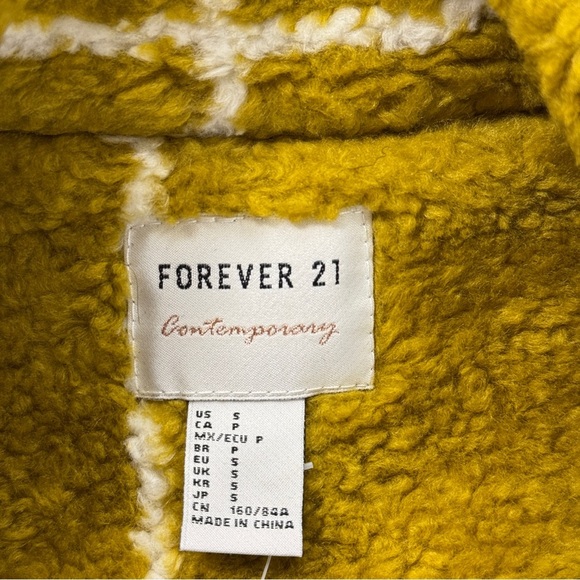 FOREVER 21
Contemporary
US S
CA P
MX/ECU P
BR P
EU S
UK S
KR S
JP S
CN 160/84A
MADE IN CHINA